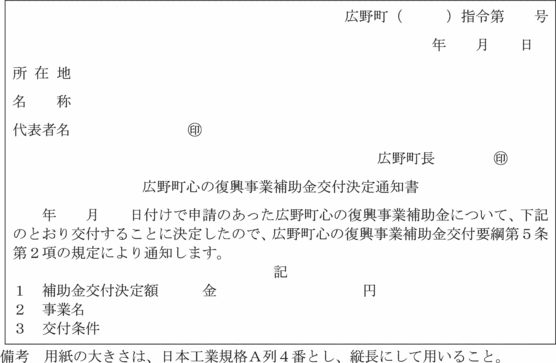 広野町（　　　）指令第　　号
年　　月　　日
所 在 地
名　　称
代表者名　　　　　　　　㊞
広野町長　　　　㊞
広野町心の復興事業補助金交付決定通知書
年　　月　　日付けで申請のあった広野町心の復興事業補助金について、下記
のとおり交付することに決定したので、広野町心の復興事業補助金交付要綱第５条
第２項の規定により通知します。
記
１　補助金交付決定額　　　金　　　　　　　　　　円
２　事業名
３　交付条件
備考　用紙の大きさは、日本工業規格Ａ列４番とし、縦長にして用いること。